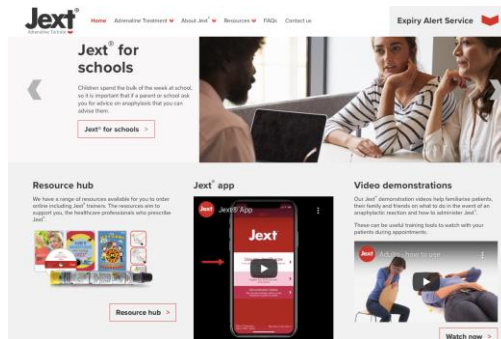 Jext®
Adrenaline Tartrate
Home
Adrenaline Treatment
About Jext®
Resources
FAQs
Contact us
Expiry Alert Service
Jext® for
schools
Children spend the bulk of the week at school,
so it is important that if a parent or school ask
you for advice on anaphylaxis that you can
advise them.
Jext® for schools >
Resource hub
We have a range of resources available for you to order
online including Jext® trainers. The resources aim to
support you, the healthcare professionals who prescribe
Jext®.
Resource hub >
Jext® app
Jext
Jext® App
Jext
Video demonstrations
Our Jext® demonstration videos help familiarise patients,
their family and friends on what to do in the event of an
anaphylactic reaction and how to administer Jext®.
These can be useful training tools to watch with your
patients during appointments.
Jext
how to use
Watch now >